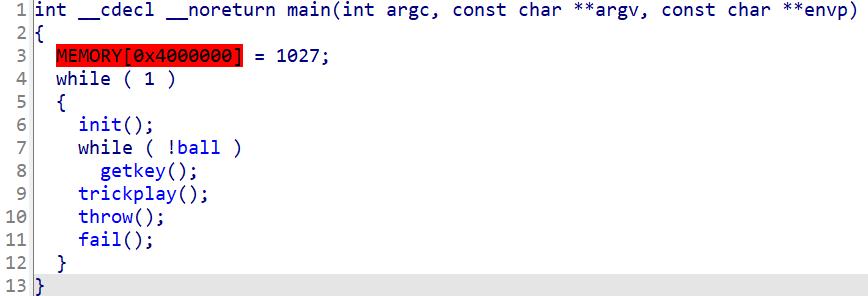 1 int __cdecl __noreturn main(int argc, const char **argv, const char **envp)
2 {
3   MEMORY[0x4000000] = 1027;
4   while ( 1 )
5   {
6     init();
7     while ( !ball )
8       getkey();
9     trickplay();
10     throw();
11     fail();
12   }
13 }